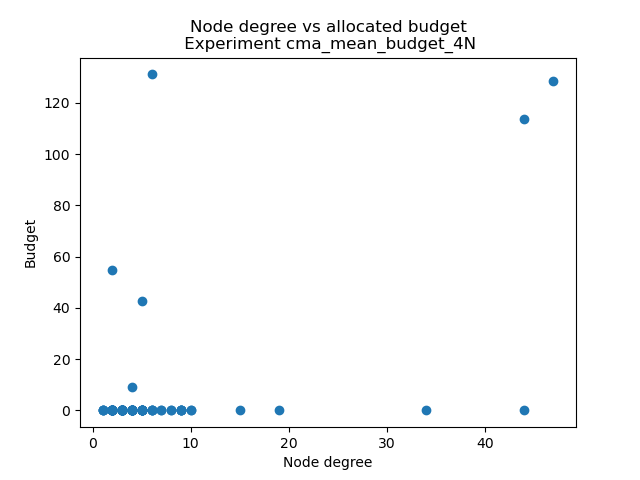 Node degree vs allocated budget
Experiment cma_mean_budget_4N
120
100
80
60
40
20
0
Budget
0 10 20 30 40
Node degree